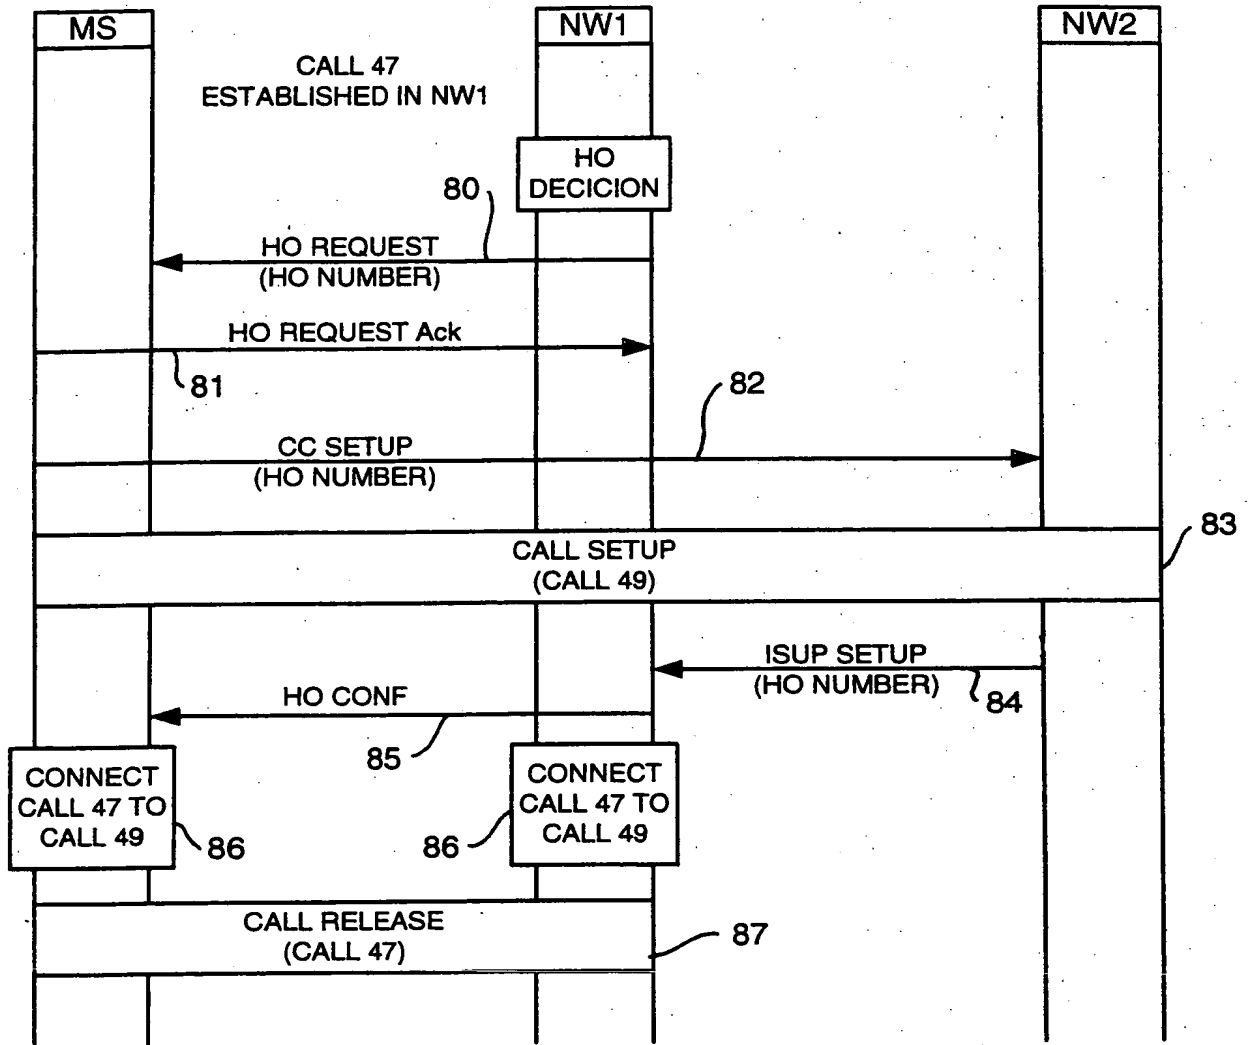 MS
NW1
NW2
CALL 47
ESTABLISHED IN NW1
HO
DECICION
80
HO REQUEST
(HO NUMBER)
HO REQUEST Ack
81
82
CC SETUP
(HO NUMBER)
83
CALL SETUP
(CALL 49)
ISUP SETUP
(HO NUMBER)
84
HO CONF
85
CONNECT
CALL 47 TO
CALL 49
86
CONNECT
CALL 47 TO
CALL 49
86
CALL RELEASE
(CALL 47)
87